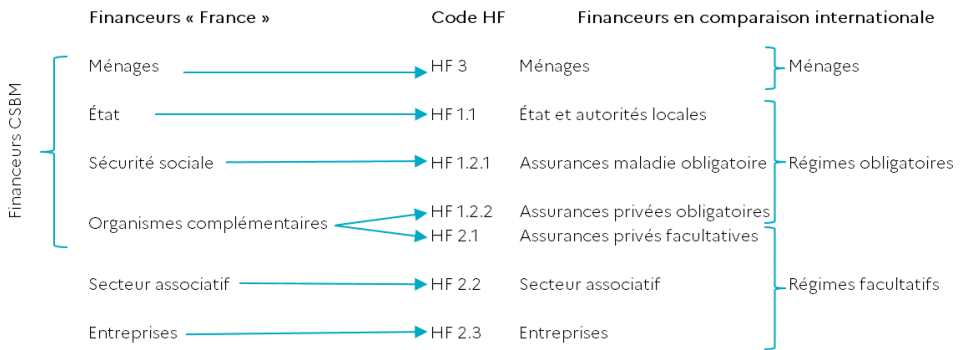 Financeurs « France » Code HF Financeurs en comparaison internationale
Financeurs CSBM
Ménages HF 3 Ménages Ménages
État HF 1.1 État et autorités locales
Sécurité sociale HF 1.2.1 Assurances maladie obligatoire Régimes obligatoires
Organismes complémentaires HF 1.2.2 Assurances privées obligatoires
HF 2.1 Assurances privés facultatives
Secteur associatif HF 2.2 Secteur associatif Régimes facultatifs
Entreprises HF 2.3 Entreprises